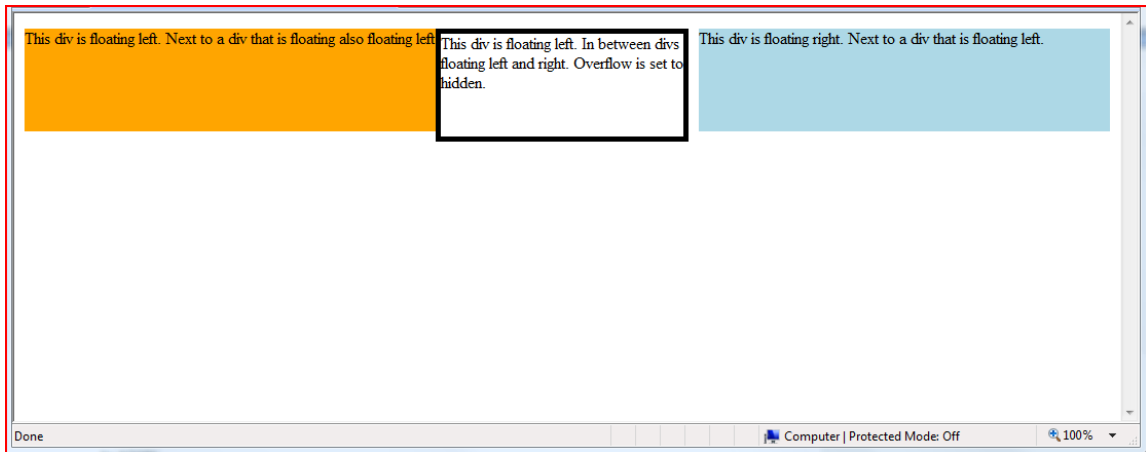 This div is floating left. Next to a div that is floating also floating left
This div is floating left. In between divs
floating left and right. Overflow is set to
hidden.
This div is floating right. Next to a div that is floating left.
Done
Computer | Protected Mode: Off
100%